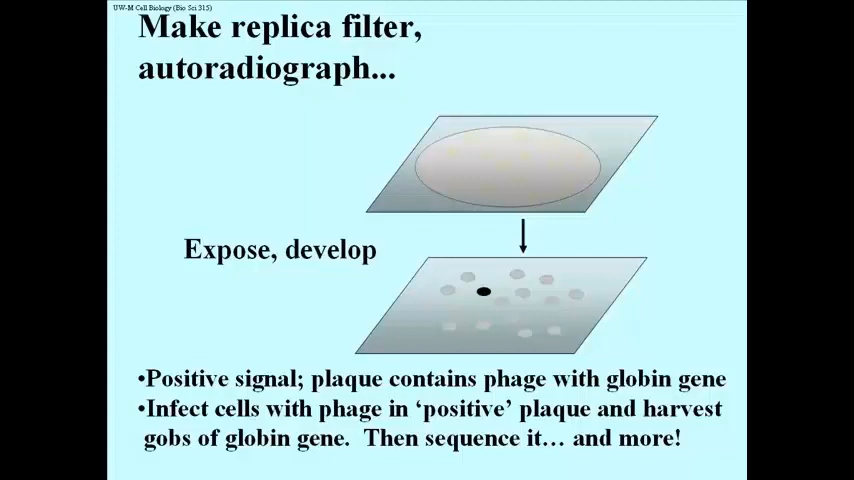 UW-M Cell Biology (Bio Sci 315)
Make replica filter,
autoradiograph...
Expose, develop
•Positive signal; plaque contains phage with globin gene
•Infect cells with phage in ‘positive’ plaque and harvest
gobs of globin gene. Then sequence it… and more!